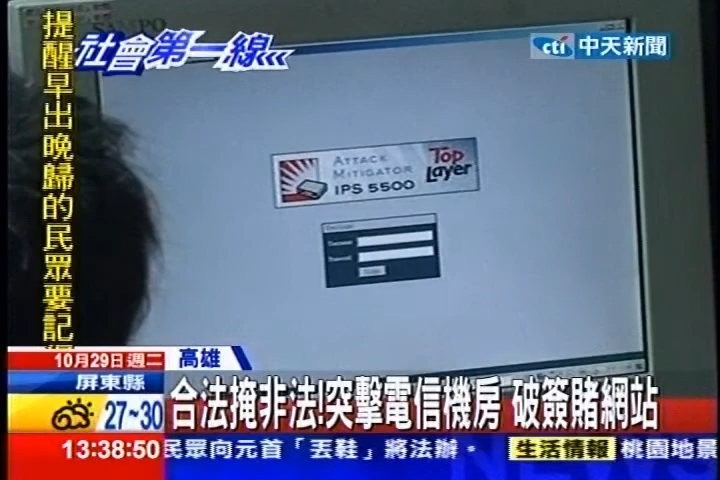 SAMPO
社會第一線
cti 中天新聞
提醒早出晚歸的民眾要記
ATTACK
MITIGATOR
IPS 5500
Top
Layer
10月29日週二
高雄
屏東縣
27~30
合法掩非法!突擊電信機房 破簽賭網站
13:38:50
民眾向元首「丟鞋」將法辦。
生活情報 桃園地景
NEWS